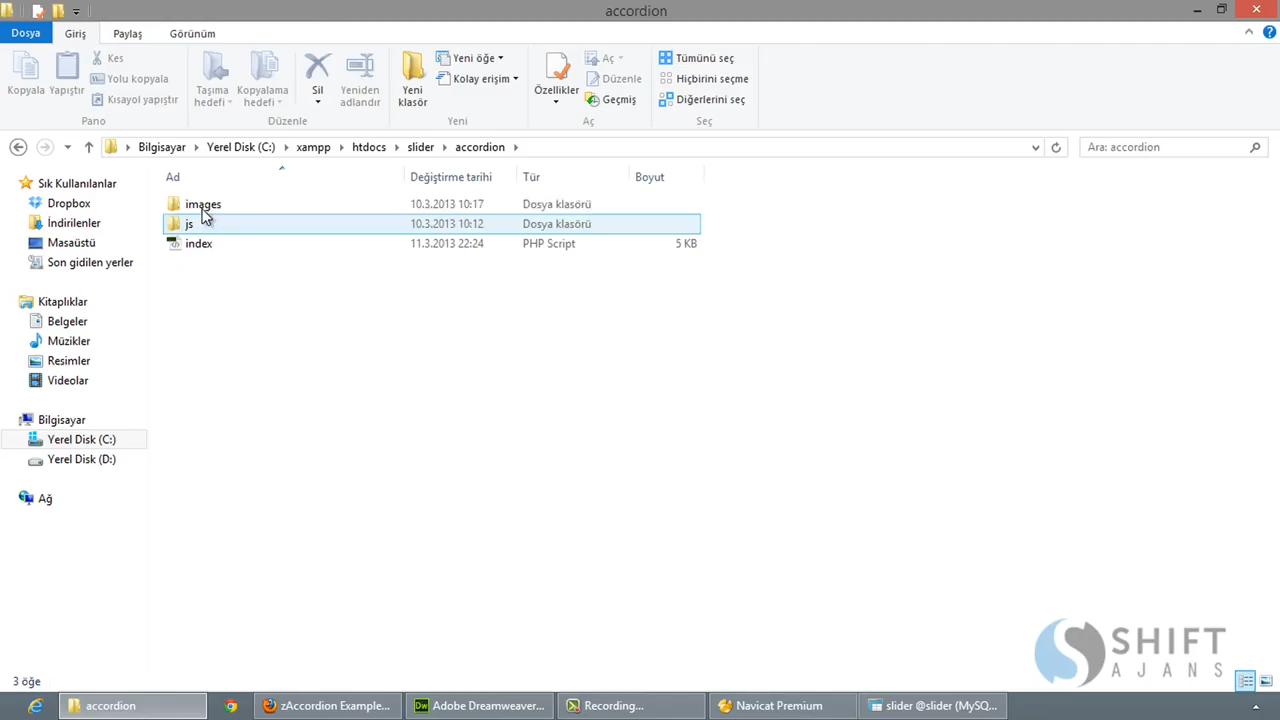 accordion
Dosya Giriş Paylaş Görünüm
Kopyala Yapıştır Kes Yolu kopyala Kısayol yapıştır
Taşıma hedefi Kopyalama hedefi Sil Yeniden adlandır
Yeni klasör Yeni öğe Kolay erişim
Özellikler Aç Düzenle Geçmiş
Tümünü seç Hiçbirini seçme Diğerlerini seç
Pano Düzenle Yeni Aç Seç
Bilgisayar Yerel Disk (C:) xampp htdocs slider accordion
Ara: accordion
Ad Değiştirme tarihi Tür Boyut
images 10.3.2013 10:17 Dosya klasörü
js 10.3.2013 10:12 Dosya klasörü
index 11.3.2013 22:24 PHP Script 5 KB
Sık Kullanılanlar
Dropbox
İndirilenler
Masaüstü
Son gidilen yerler
Kitaplıklar
Belgeler
Müzikler
Resimler
Videolar
Bilgisayar
Yerel Disk (C:)
Yerel Disk (D:)
Ağ
SHIFT
AJANS
3 öğe
accordion zAccordion Example... Dw Adobe Dreamweaver... Recording... Navicat Premium slider @slider (MySQ...